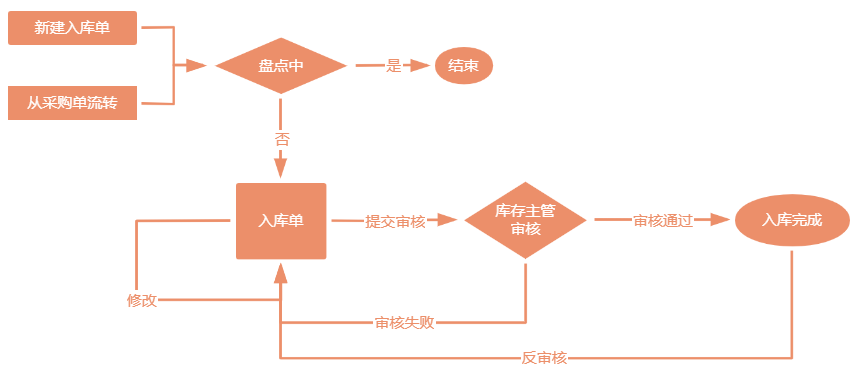 新建入库单
盘点中
是
结束
从采购单流转
否
入库单
提交审核
库存主管
审核
审核通过
入库完成
修改
审核失败
反审核